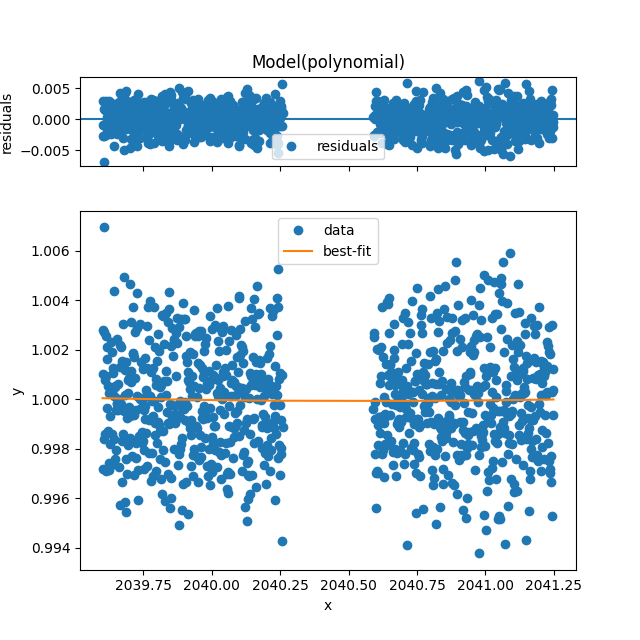 Model(polynomial)
0.005
0.000
−0.005
residuals
residuals
1.006
1.004
1.002
1.000
0.998
0.996
0.994
y
data
best-fit
2039.75 2040.00 2040.25 2040.50 2040.75 2041.00 2041.25
x